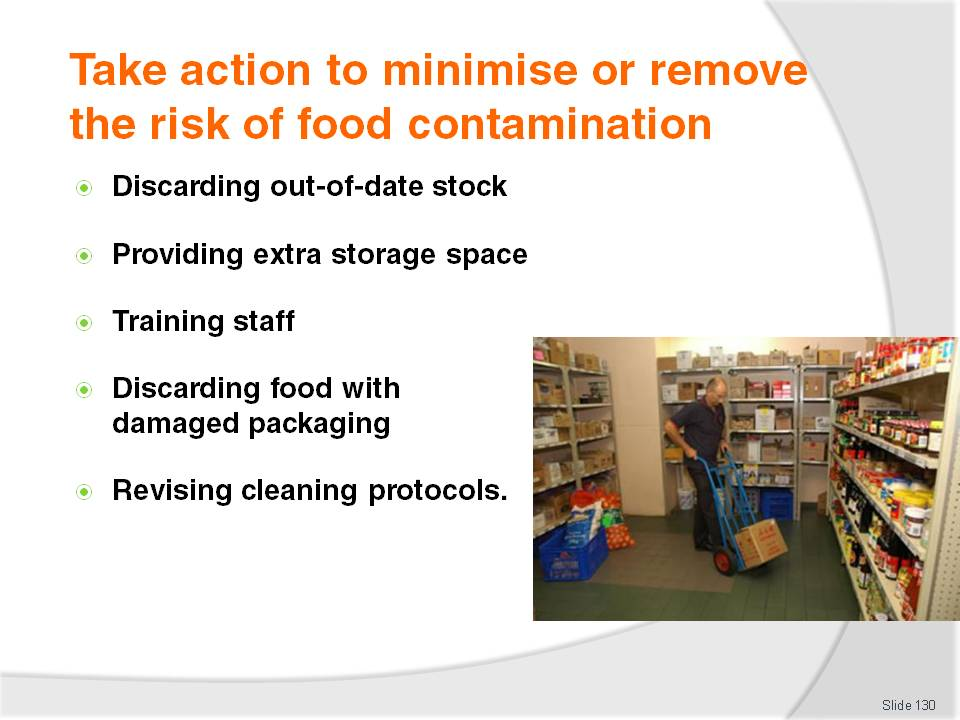 Take action to minimise or remove
the risk of food contamination
Discarding out-of-date stock
Providing extra storage space
Training staff
Discarding food with
damaged packaging
Revising cleaning protocols.
Slide 130